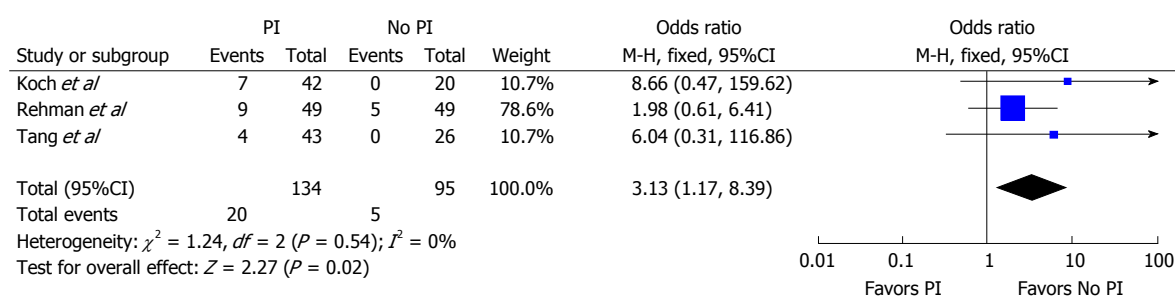 PI No PI Odds ratio Odds ratio
Study or subgroup Events Total Events Total Weight M-H, fixed, 95%CI M-H, fixed, 95%CI
Koch et al 7 42 0 20 10.7% 8.66 (0.47, 159.62)
Rehman et al 9 49 5 49 78.6% 1.98 (0.61, 6.41)
Tang et al 4 43 0 26 10.7% 6.04 (0.31, 116.86)
Total (95%CI) 134 95 100.0% 3.13 (1.17, 8.39)
Total events 20 5
Heterogeneity: χ² = 1.24, df = 2 (P = 0.54); I² = 0%
Test for overall effect: Z = 2.27 (P = 0.02)
0.01 0.1 1 10 100
Favors PI Favors No PI